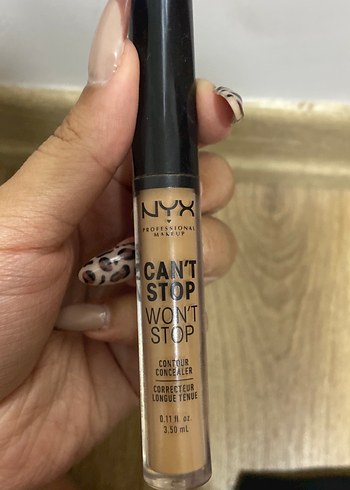 NYX
PROFESSIONAL
MAKEUP
CAN'T
STOP
WON'T
STOP
CONTOUR
CONCEALER
CORRECTEUR
LONGUE TENUE
0.11 fl. oz.
3.50 mL